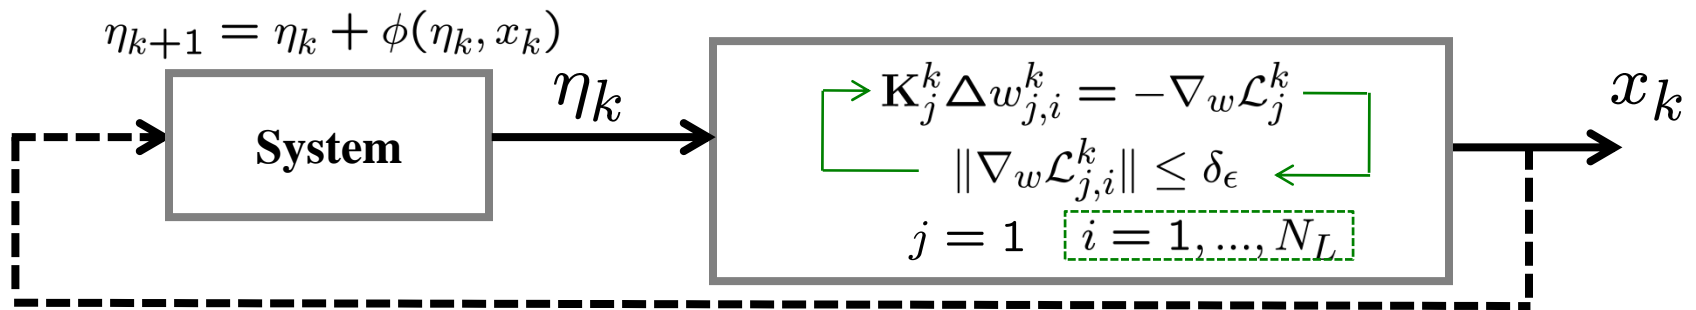 η_{k+1} = η_k + ϕ(η_k, x_k)
System
η_k
𝐊_j^k Δw_{j,i}^k = −∇_w ℒ_j^k
‖∇_w ℒ_{j,i}^k‖ ≤ δ_ϵ
j = 1 i = 1, ..., N_L
x_k